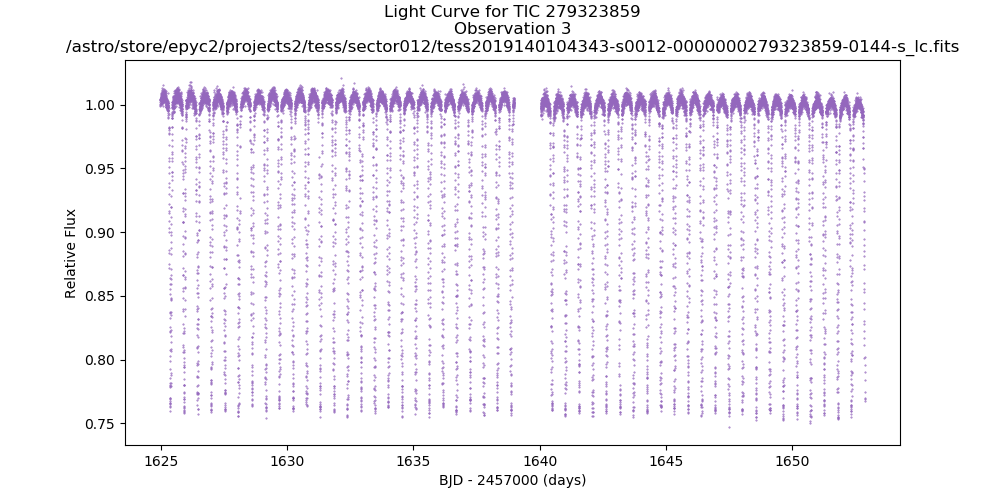 Light Curve for TIC 279323859
Observation 3
/astro/store/epyc2/projects2/tess/sector012/tess2019140104343-s0012-0000000279323859-0144-s_lc.fits
1.00
0.95
0.90
0.85
0.80
0.75
Relative Flux
1625
1630
1635
1640
1645
1650
BJD - 2457000 (days)